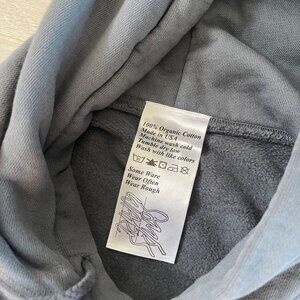 100% Organic Cotton
Made in USA
Machine wash cold
Tumble dry low
Wash with like colors
Some Ware
Wear Often
Wear Rough